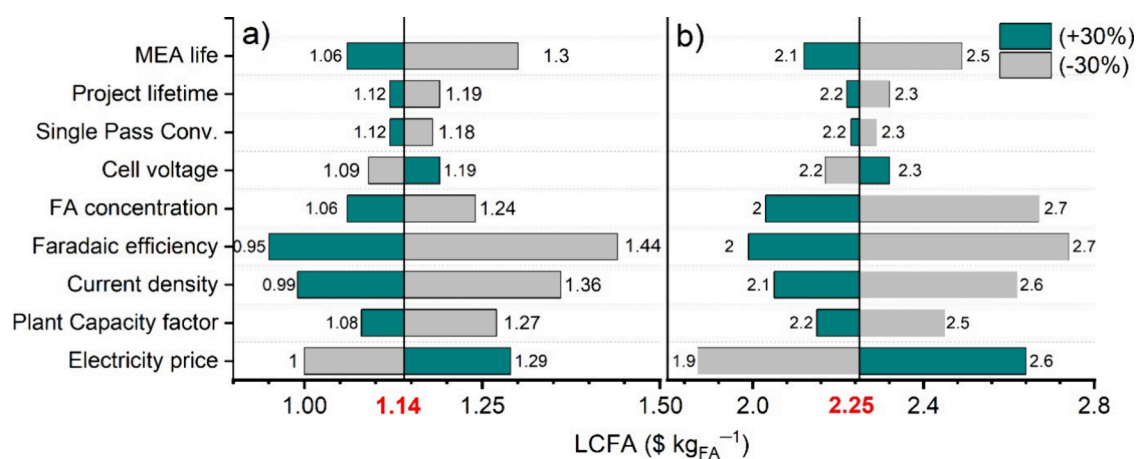 a)
b)
(+30%)
(-30%)
MEA life
1.06
1.3
2.1
2.5
Project lifetime
1.12
1.19
2.2
2.3
Single Pass Conv.
1.12
1.18
2.2
2.3
Cell voltage
1.09
1.19
2.2
2.3
FA concentration
1.06
1.24
2
2.7
Faradaic efficiency
0.95
1.44
2
2.7
Current density
0.99
1.36
2.1
2.6
Plant Capacity factor
1.08
1.27
2.2
2.5
Electricity price
1
1.29
1.9
2.6
1.00 1.14 1.25 1.50 2.0 2.25 2.4 2.8
LCFA ($ kg_FA⁻¹)